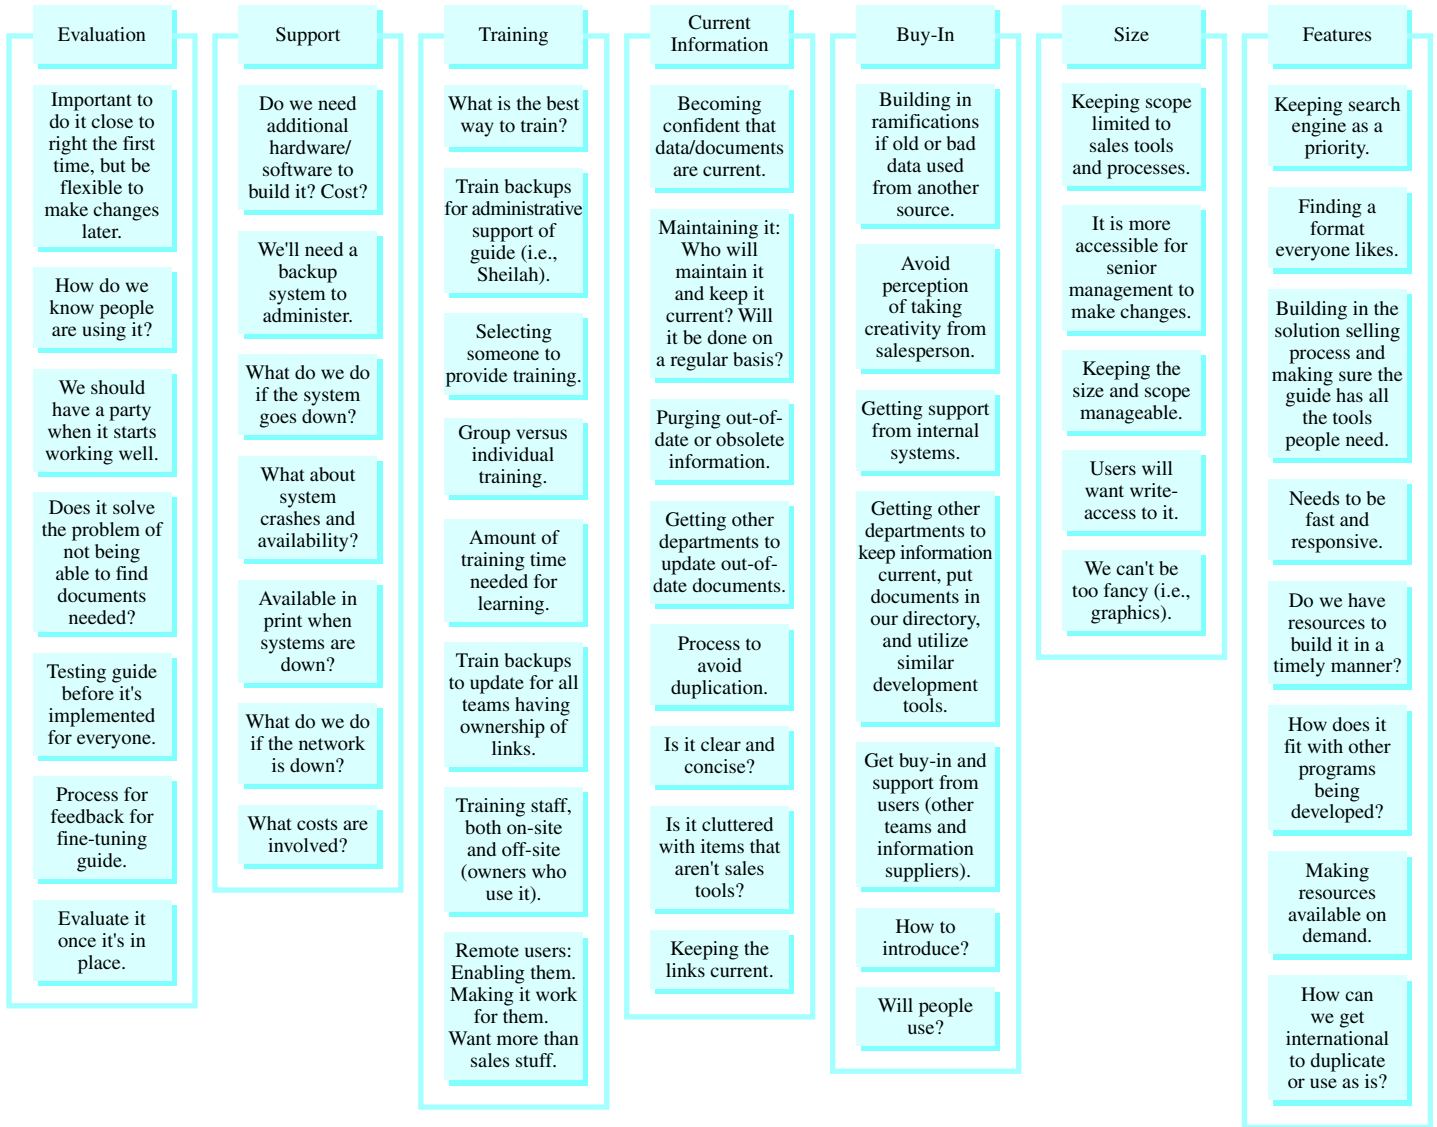 Evaluation
Important to
do it close to
right the first
time, but be
flexible to
make changes
later.
How do we
know people
are using it?
We should
have a party
when it starts
working well.
Does it solve
the problem of
not being
able to find
documents
needed?
Testing guide
before it's
implemented
for everyone.
Process for
feedback for
fine-tuning
guide.
Evaluate it
once it's in
place.
Support
Do we need
additional
hardware/
software to
build it? Cost?
We'll need a
backup
system to
administer.
What do we do
if the system
goes down?
What about
system
crashes and
availability?
Available in
print when
systems are
down?
What do we do
if the network
is down?
What costs are
involved?
Training
What is the best
way to train?
Train backups
for administrative
support of
guide (i.e.,
Sheilah).
Selecting
someone to
provide training.
Group versus
individual
training.
Amount of
training time
needed for
learning.
Train backups
to update for all
teams having
ownership of
links.
Training staff,
both on-site
and off-site
(owners who
use it).
Remote users:
Enabling them.
Making it work
for them.
Want more than
sales stuff.
Current
Information
Becoming
confident that
data/documents
are current.
Maintaining it:
Who will
maintain it
and keep it
current? Will
it be done on
a regular basis?
Purging out-of-
date or obsolete
information.
Getting other
departments to
update out-of-
date documents.
Process to
avoid
duplication.
Is it clear and
concise?
Is it cluttered
with items that
aren't sales
tools?
Keeping the
links current.
Buy-In
Building in
ramifications
if old or bad
data used
from another
source.
Avoid
perception
of taking
creativity from
salesperson.
Getting support
from internal
systems.
Getting other
departments to
keep information
current, put
documents in
our directory,
and utilize
similar
development
tools.
Get buy-in and
support from
users (other
teams and
information
suppliers).
How to
introduce?
Will people
use?
Size
Keeping scope
limited to
sales tools
and processes.
It is more
accessible for
senior
management to
make changes.
Keeping the
size and scope
manageable.
Users will
want write-
access to it.
We can't be
too fancy (i.e.,
graphics).
Features
Keeping search
engine as a
priority.
Finding a
format
everyone likes.
Building in the
solution selling
process and
making sure the
guide has all
the tools
people need.
Needs to be
fast and
responsive.
Do we have
resources to
build it in a
timely manner?
How does it
fit with other
programs
being
developed?
Making
resources
available on
demand.
How can
we get
international
to duplicate
or use as is?